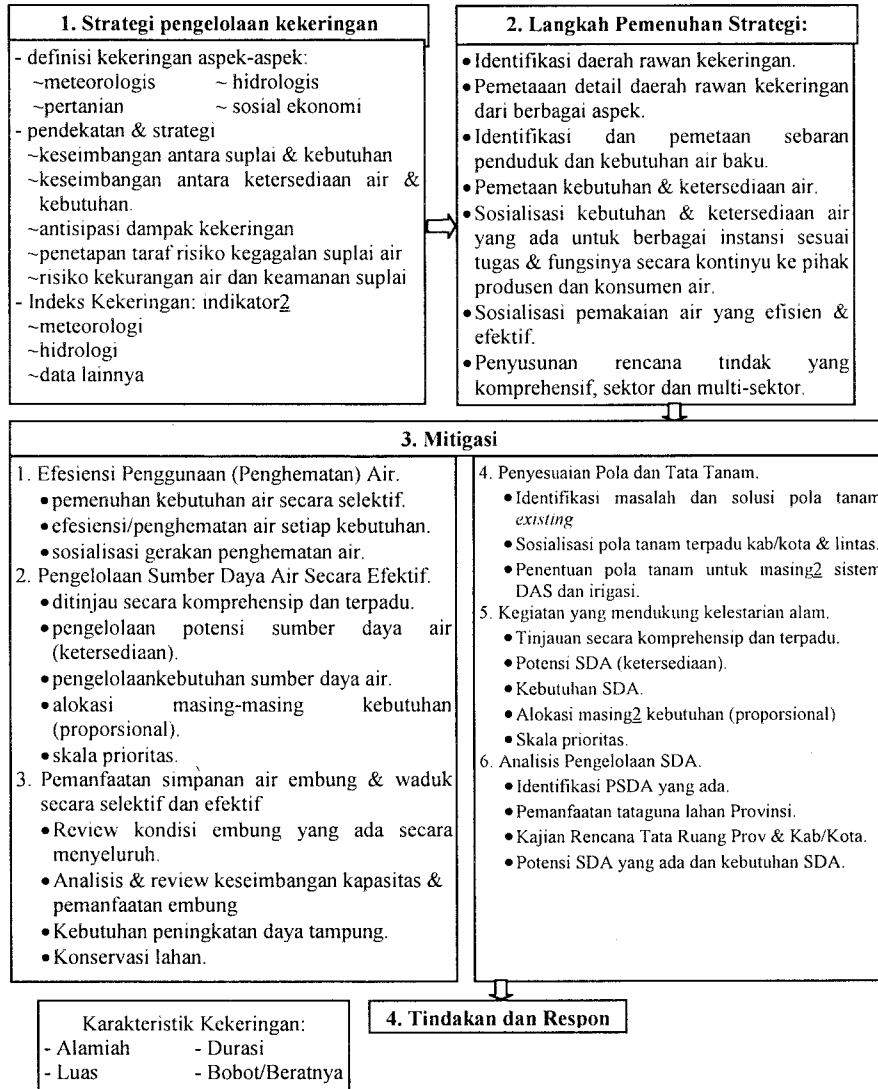 1. Strategi pengelolaan kekeringan
- definisi kekeringan aspek-aspek:
~meteorologis ~ hidrologis
~pertanian ~ sosial ekonomi
- pendekatan & strategi
~keseimbangan antara suplai & kebutuhan
~keseimbangan antara ketersediaan air &
kebutuhan.
~antisipasi dampak kekeringan
~penetapan taraf risiko kegagalan suplai air
~risiko kekurangan air dan keamanan suplai
- Indeks Kekeringan: indikator2
~meteorologi
~hidrologi
~data lainnya
2. Langkah Pemenuhan Strategi:
• Identifikasi daerah rawan kekeringan.
• Pemetaaan detail daerah rawan kekeringan
dari berbagai aspek.
• Identifikasi dan pemetaan sebaran
penduduk dan kebutuhan air baku.
• Pemetaan kebutuhan & ketersediaan air.
• Sosialisasi kebutuhan & ketersediaan air
yang ada untuk berbagai instansi sesuai
tugas & fungsinya secara kontinyu ke pihak
produsen dan konsumen air.
• Sosialisasi pemakaian air yang efisien &
efektif.
• Penyusunan rencana tindak yang
komprehensif, sektor dan multi-sektor.
3. Mitigasi
1. Efesiensi Penggunaan (Penghematan) Air.
• pemenuhan kebutuhan air secara selektif.
• efesiensi/penghematan air setiap kebutuhan.
• sosialisasi gerakan penghematan air.
2. Pengelolaan Sumber Daya Air Secara Efektif.
• ditinjau secara komprehensip dan terpadu.
• pengelolaan potensi sumber daya air
(ketersediaan).
• pengelolaankebutuhan sumber daya air.
• alokasi masing-masing kebutuhan
(proporsional).
• skala prioritas.
3. Pemanfaatan simpanan air embung & waduk
secara selektif dan efektif
• Review kondisi embung yang ada secara
menyeluruh.
• Analisis & review keseimbangan kapasitas &
pemanfaatan embung
• Kebutuhan peningkatan daya tampung.
• Konservasi lahan.
4. Penyesuaian Pola dan Tata Tanam.
• Identifikasi masalah dan solusi pola tanam
existing
• Sosialisasi pola tanam terpadu kab/kota & lintas.
• Penentuan pola tanam untuk masing2 sistem
DAS dan irigasi.
5. Kegiatan yang mendukung kelestarian alam.
• Tinjauan secara komprehensip dan terpadu.
• Potensi SDA (ketersediaan).
• Kebutuhan SDA.
• Alokasi masing2 kebutuhan (proporsional)
• Skala prioritas.
6. Analisis Pengelolaan SDA.
• Identifikasi PSDA yang ada.
• Pemanfaatan tataguna lahan Provinsi.
• Kajian Rencana Tata Ruang Prov & Kab/Kota.
• Potensi SDA yang ada dan kebutuhan SDA.
Karakteristik Kekeringan:
- Alamiah - Durasi
- Luas - Bobot/Beratnya
4. Tindakan dan Respon